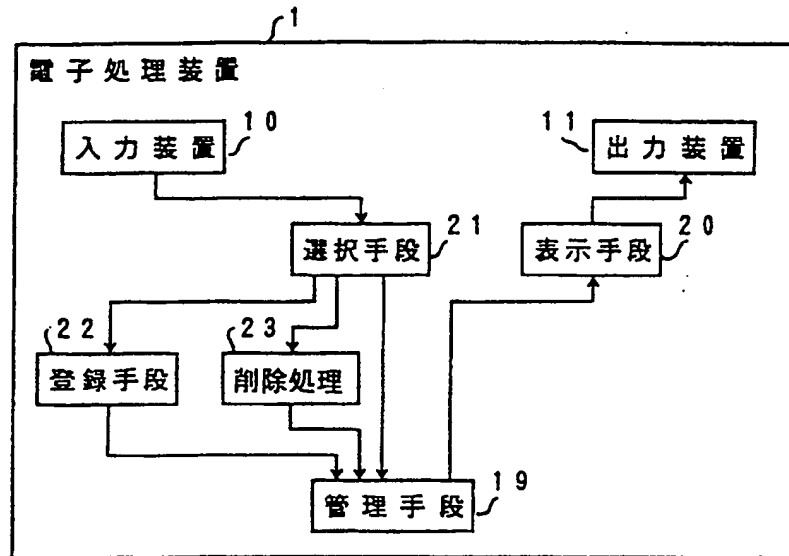 1
電子処理装置
入力装置 10
11 出力装置
選択手段 21
表示手段 20
22
登録手段
23
削除処理
管理手段 19